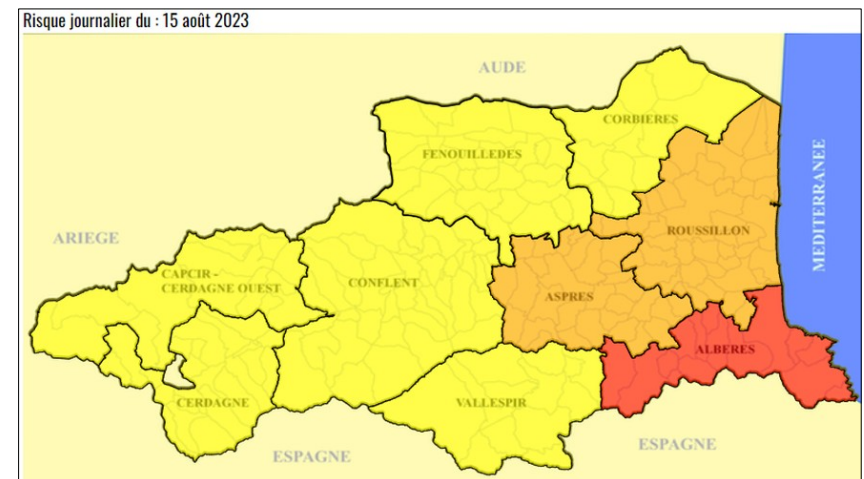 Risque journalier du : 15 août 2023
AUDE
CORBIERES
FENOUILLEDES
MEDITERRANEE
ROUSSILLON
ARIEGE
CAPCIR -
CERDAGNE OUEST
CONFLENT
ASPRES
ALBERES
CERDAGNE
VALLESPIR
ESPAGNE
ESPAGNE